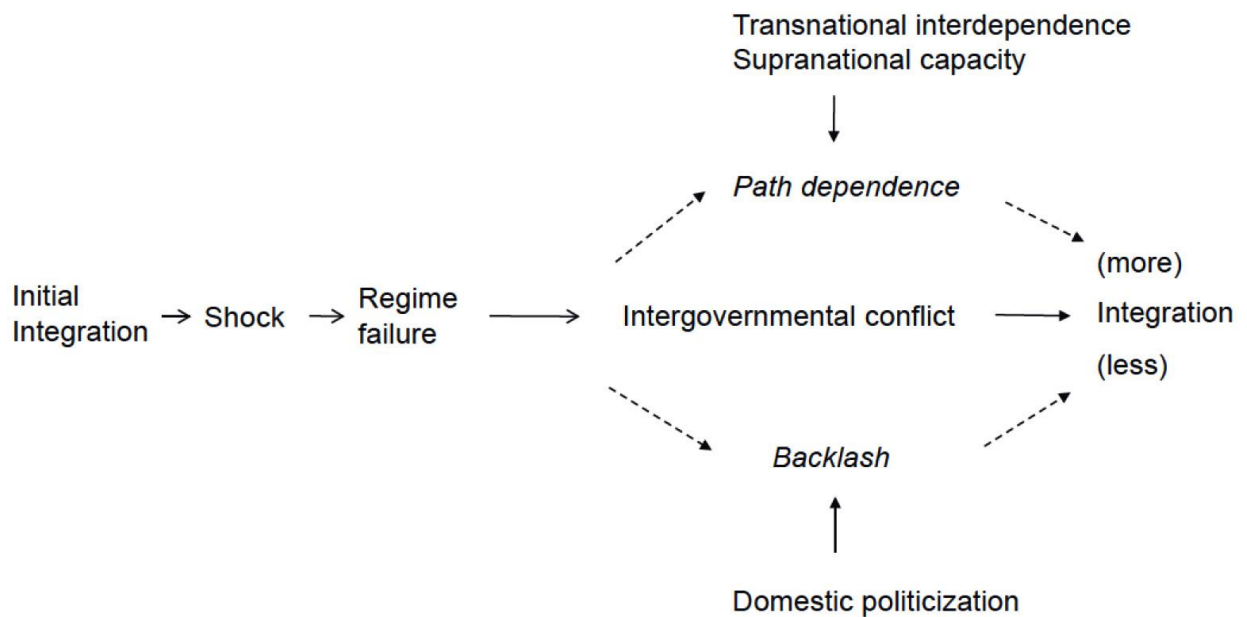 Transnational interdependence
Supranational capacity
Path dependence
Initial
Integration
Shock
Regime
failure
Intergovernmental conflict
(more)
Integration
(less)
Backlash
Domestic politicization